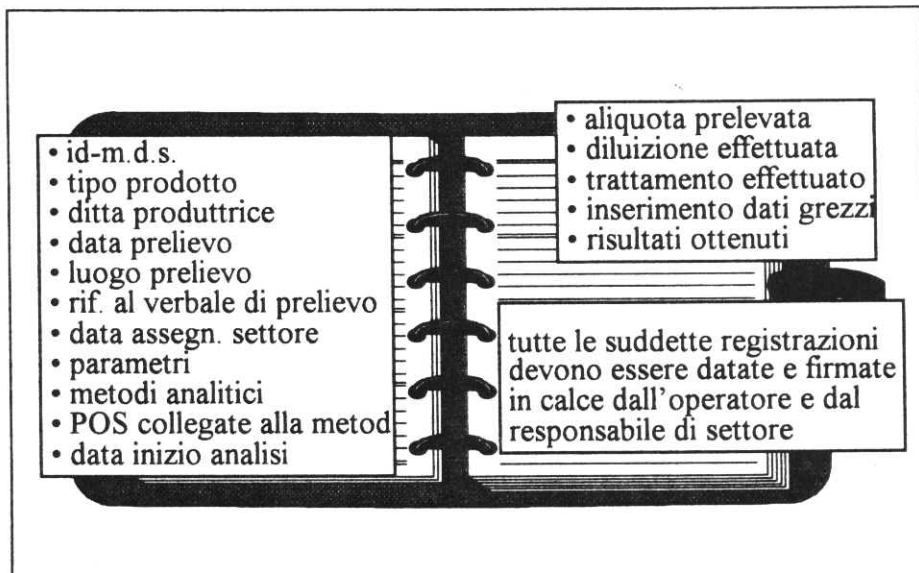 • id-m.d.s.
• tipo prodotto
• ditta produttrice
• data prelievo
• luogo prelievo
• rif. al verbale di prelievo
• data assegn. settore
• parametri
• metodi analitici
• POS collegate alla metod
• data inizio analisi
• aliquota prelevata
• diluizione effettuata
• trattamento effettuato
• inserimento dati grezzi
• risultati ottenuti
tutte le suddette registrazioni
devono essere datate e firmate
in calce dall'operatore e dal
responsabile di settore